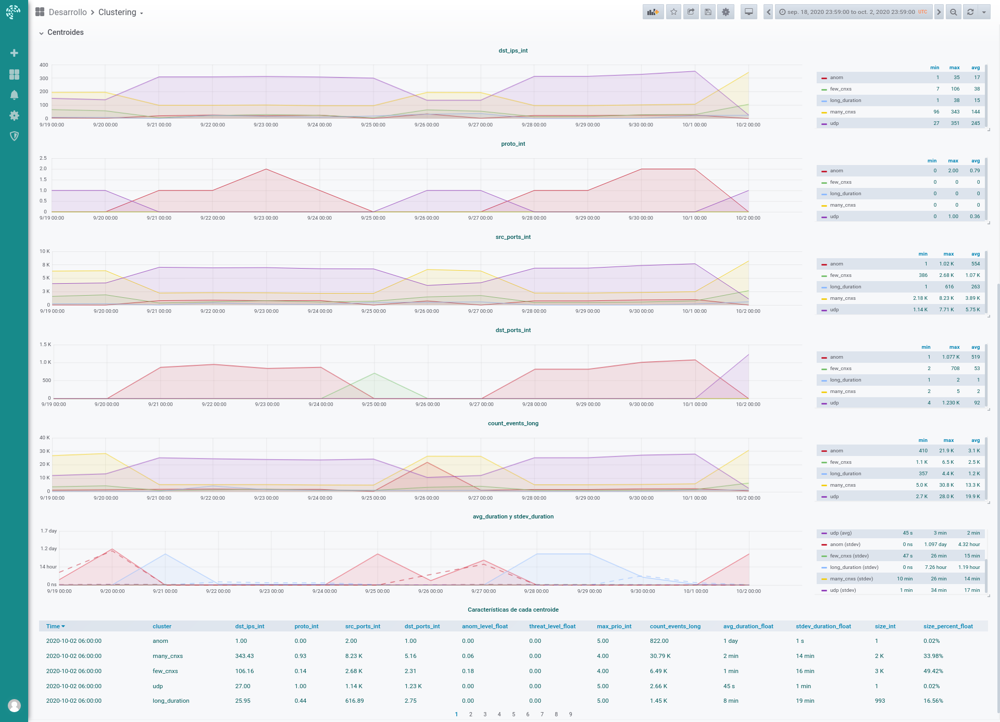 Desarrollo > Clustering
sep. 18, 2020 23:59:00 to oct. 2, 2020 23:59:00 UTC
Centroides
dst_ips_int
400
300
200
100
0
9/19 00:00 9/20 00:00 9/21 00:00 9/22 00:00 9/23 00:00 9/24 00:00 9/25 00:00 9/26 00:00 9/27 00:00 9/28 00:00 9/29 00:00 9/30 00:00 10/1 00:00 10/2 00:00
min max avg
anom 1 35 17
few_cnxs 7 106 38
long_duration 1 38 15
many_cnxs 96 343 144
udp 27 351 245
proto_int
2.5
2.0
1.5
1.0
0.5
0
9/19 00:00 9/20 00:00 9/21 00:00 9/22 00:00 9/23 00:00 9/24 00:00 9/25 00:00 9/26 00:00 9/27 00:00 9/28 00:00 9/29 00:00 9/30 00:00 10/1 00:00 10/2 00:00
min max avg
anom 0 2.00 0.79
few_cnxs 0 0 0
long_duration 0 0 0
many_cnxs 0 0 0
udp 0 1.00 0.36
src_ports_int
10 K
8 K
5 K
3 K
0
9/19 00:00 9/20 00:00 9/21 00:00 9/22 00:00 9/23 00:00 9/24 00:00 9/25 00:00 9/26 00:00 9/27 00:00 9/28 00:00 9/29 00:00 9/30 00:00 10/1 00:00 10/2 00:00
min max avg
anom 1 1.02 K 554
few_cnxs 386 2.68 K 1.07 K
long_duration 1 616 263
many_cnxs 2.18 K 8.23 K 3.89 K
udp 1.14 K 7.71 K 5.75 K
dst_ports_int
1.5 K
1.0 K
500
0
9/19 00:00 9/20 00:00 9/21 00:00 9/22 00:00 9/23 00:00 9/24 00:00 9/25 00:00 9/26 00:00 9/27 00:00 9/28 00:00 9/29 00:00 9/30 00:00 10/1 00:00 10/2 00:00
min max avg
anom 1 1.077 K 519
few_cnxs 2 708 53
long_duration 1 2 1
many_cnxs 2 5 2
udp 4 1.230 K 92
count_events_long
40 K
30 K
20 K
10 K
0
9/19 00:00 9/20 00:00 9/21 00:00 9/22 00:00 9/23 00:00 9/24 00:00 9/25 00:00 9/26 00:00 9/27 00:00 9/28 00:00 9/29 00:00 9/30 00:00 10/1 00:00 10/2 00:00
min max avg
anom 410 21.9 K 3.1 K
few_cnxs 1.1 K 6.5 K 2.5 K
long_duration 357 4.4 K 1.2 K
many_cnxs 5.0 K 30.8 K 13.3 K
udp 2.7 K 28.0 K 19.9 K
avg_duration y stdev_duration
1.7 day
1.2 day
14 hour
0 ns
9/19 00:00 9/20 00:00 9/21 00:00 9/22 00:00 9/23 00:00 9/24 00:00 9/25 00:00 9/26 00:00 9/27 00:00 9/28 00:00 9/29 00:00 9/30 00:00 10/1 00:00 10/2 00:00
udp (avg) 45 s 3 min 2 min
anom (stdev) 0 ns 1.097 day 4.32 hour
few_cnxs (stdev) 47 s 26 min 15 min
long_duration (stdev) 0 ns 7.26 hour 1.19 hour
many_cnxs (stdev) 10 min 26 min 14 min
udp (stdev) 1 min 34 min 17 min
Características de cada centroide
Time cluster dst_ips_int proto_int src_ports_int dst_ports_int anom_level_float threat_level_float max_prio_int count_events_long avg_duration_float stdev_duration_float size_int size_percent_float
2020-10-02 06:00:00 anom 1.00 0.00 2.00 1.00 0.00 0.00 5.00 822.00 1 day 1 s 1 0.02%
2020-10-02 06:00:00 many_cnxs 343.43 0.93 8.23 K 5.16 0.06 0.00 4.00 30.79 K 2 min 14 min 2 K 33.98%
2020-10-02 06:00:00 few_cnxs 106.16 0.14 2.68 K 2.31 0.18 0.00 4.00 6.49 K 1 min 16 min 3 K 49.42%
2020-10-02 06:00:00 udp 27.00 1.00 1.14 K 1.23 K 0.00 0.00 5.00 2.66 K 45 s 1 min 1 0.02%
2020-10-02 06:00:00 long_duration 25.95 0.44 616.89 2.75 0.00 0.00 5.00 1.45 K 8 min 19 min 993 16.56%
1 2 3 4 5 6 7 8 9